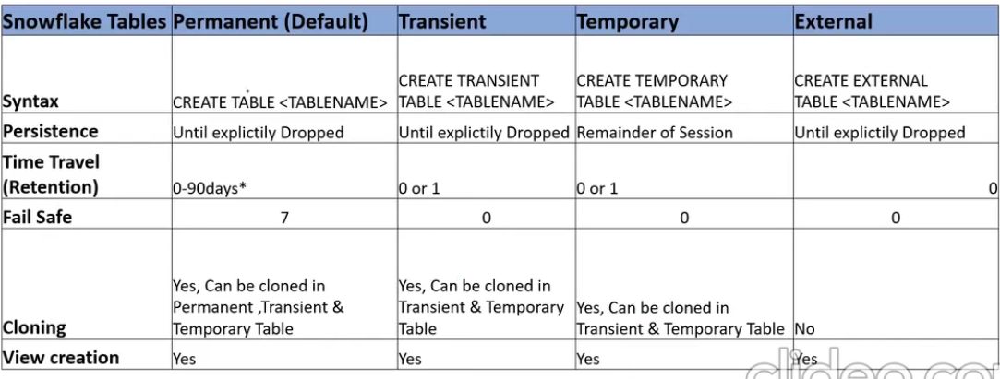 Snowflake Tables Permanent (Default) Transient Temporary External
Syntax CREATE TABLE <TABLENAME> CREATE TRANSIENT TABLE <TABLENAME> CREATE TEMPORARY TABLE <TABLENAME> CREATE EXTERNAL TABLE <TABLENAME>
Persistence Until explictily Dropped Until explictily Dropped Remainder of Session Until explictily Dropped
Time Travel (Retention) 0-90days* 0 or 1 0 or 1 0
Fail Safe 7 0 0 0
Cloning Yes, Can be cloned in Permanent ,Transient & Temporary Table Yes, Can be cloned in Transient & Temporary Table Yes, Can be cloned in Transient & Temporary Table No
View creation Yes Yes Yes Yes